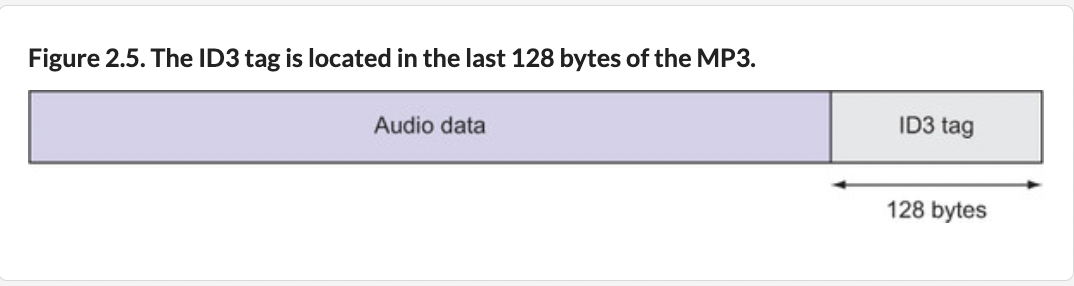 Figure 2.5. The ID3 tag is located in the last 128 bytes of the MP3.
Audio data
ID3 tag
128 bytes